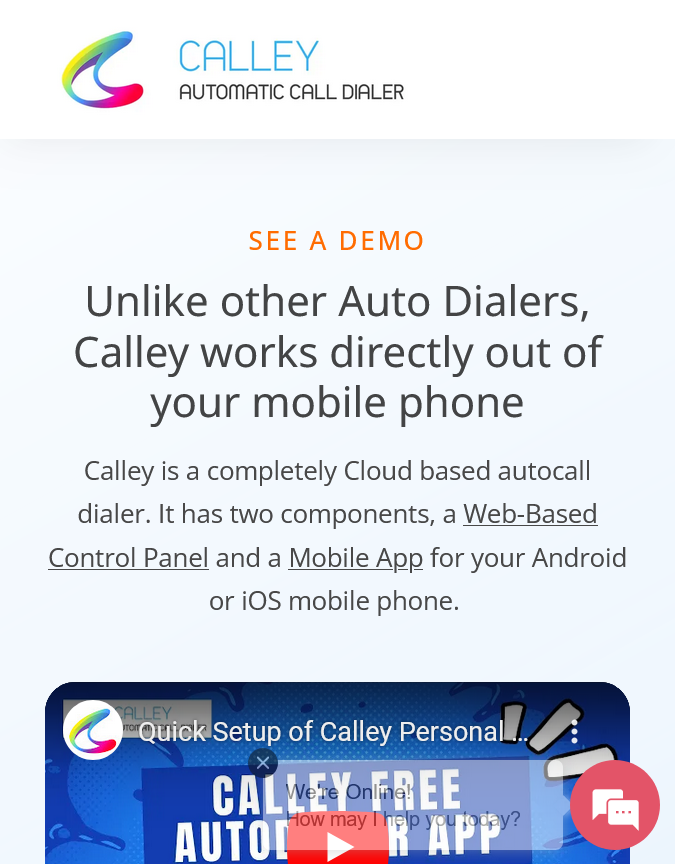 CALLEY
AUTOMATIC CALL DIALER
SEE A DEMO
Unlike other Auto Dialers,
Calley works directly out of
your mobile phone
Calley is a completely Cloud based autocall
dialer. It has two components, a Web-Based
Control Panel and a Mobile App for your Android
or iOS mobile phone.
CALLEY
Quick Setup of Calley Personal ...
CALLEY FREE
We're Online!
How may I help you today?
APP